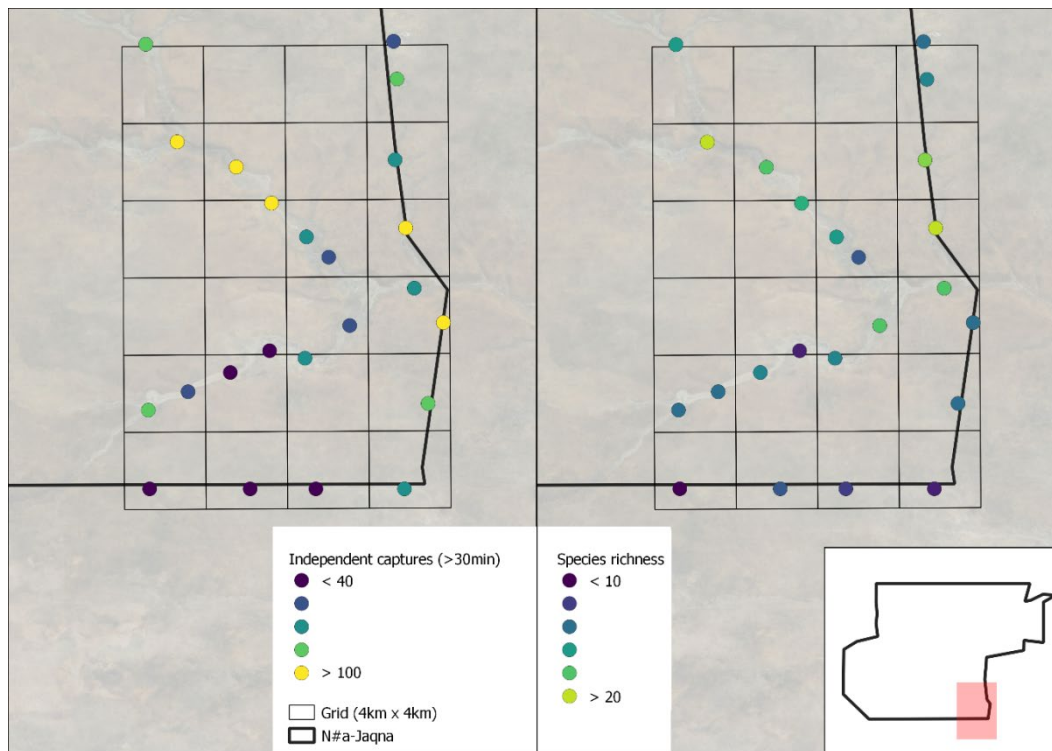 Independent captures (>30min)
< 40
> 100
Grid (4km x 4km)
N#a-Jaqna
Species richness
< 10
> 20